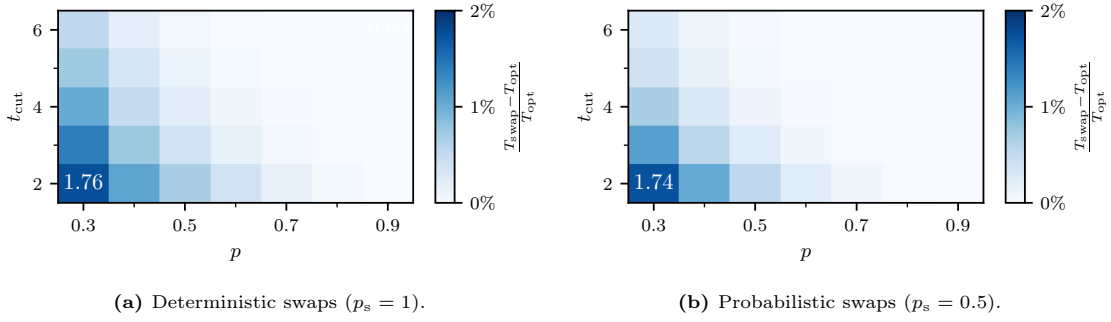 6
4
2
t_cut
1.76
0.00
0.3 0.5 0.7 0.9
p
2%
1%
0%
(T_swap − T_opt) / T_opt
(a) Deterministic swaps (p_s = 1).
6
4
2
t_cut
1.74
0.3 0.5 0.7 0.9
p
2%
1%
0%
(T_swap − T_opt) / T_opt
(b) Probabilistic swaps (p_s = 0.5).